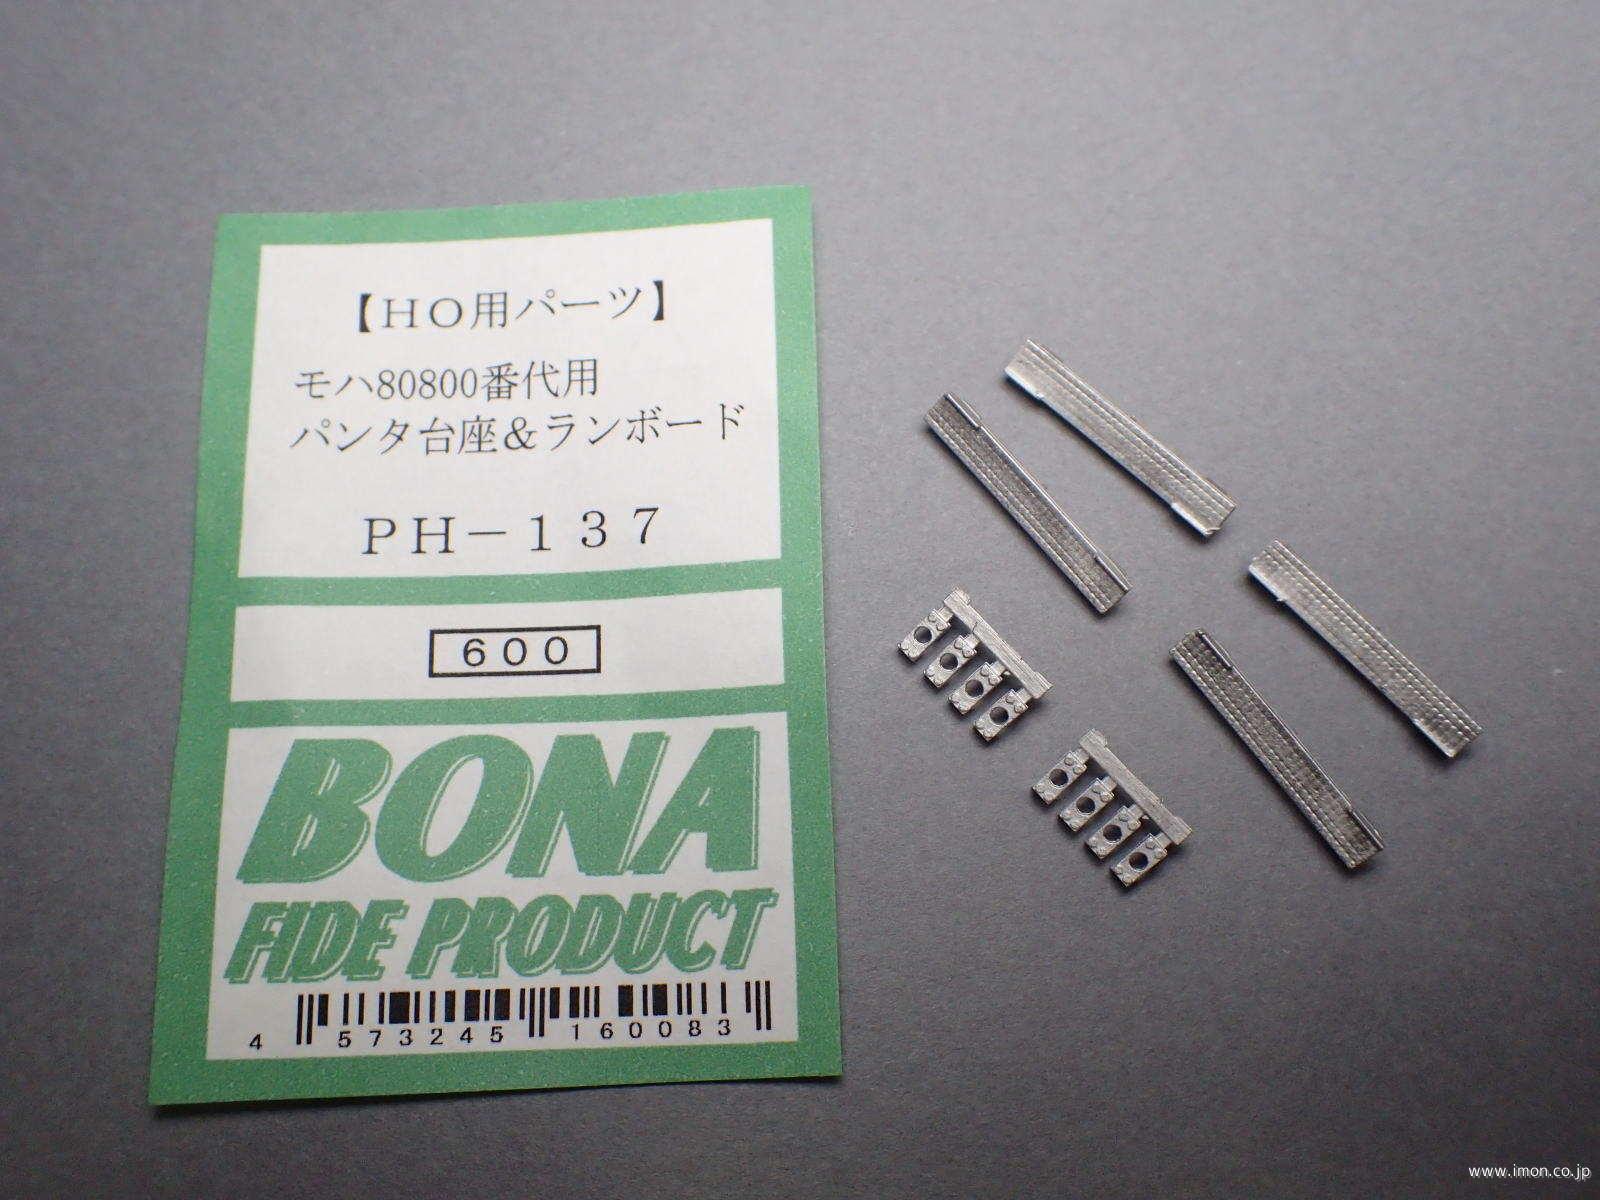 【HO用パーツ】
モハ80800番代用
パンタ台座&ランボード
PH-137
600
BONA
FIDE PRODUCT
4 573245 160083
www.imon.co.jp